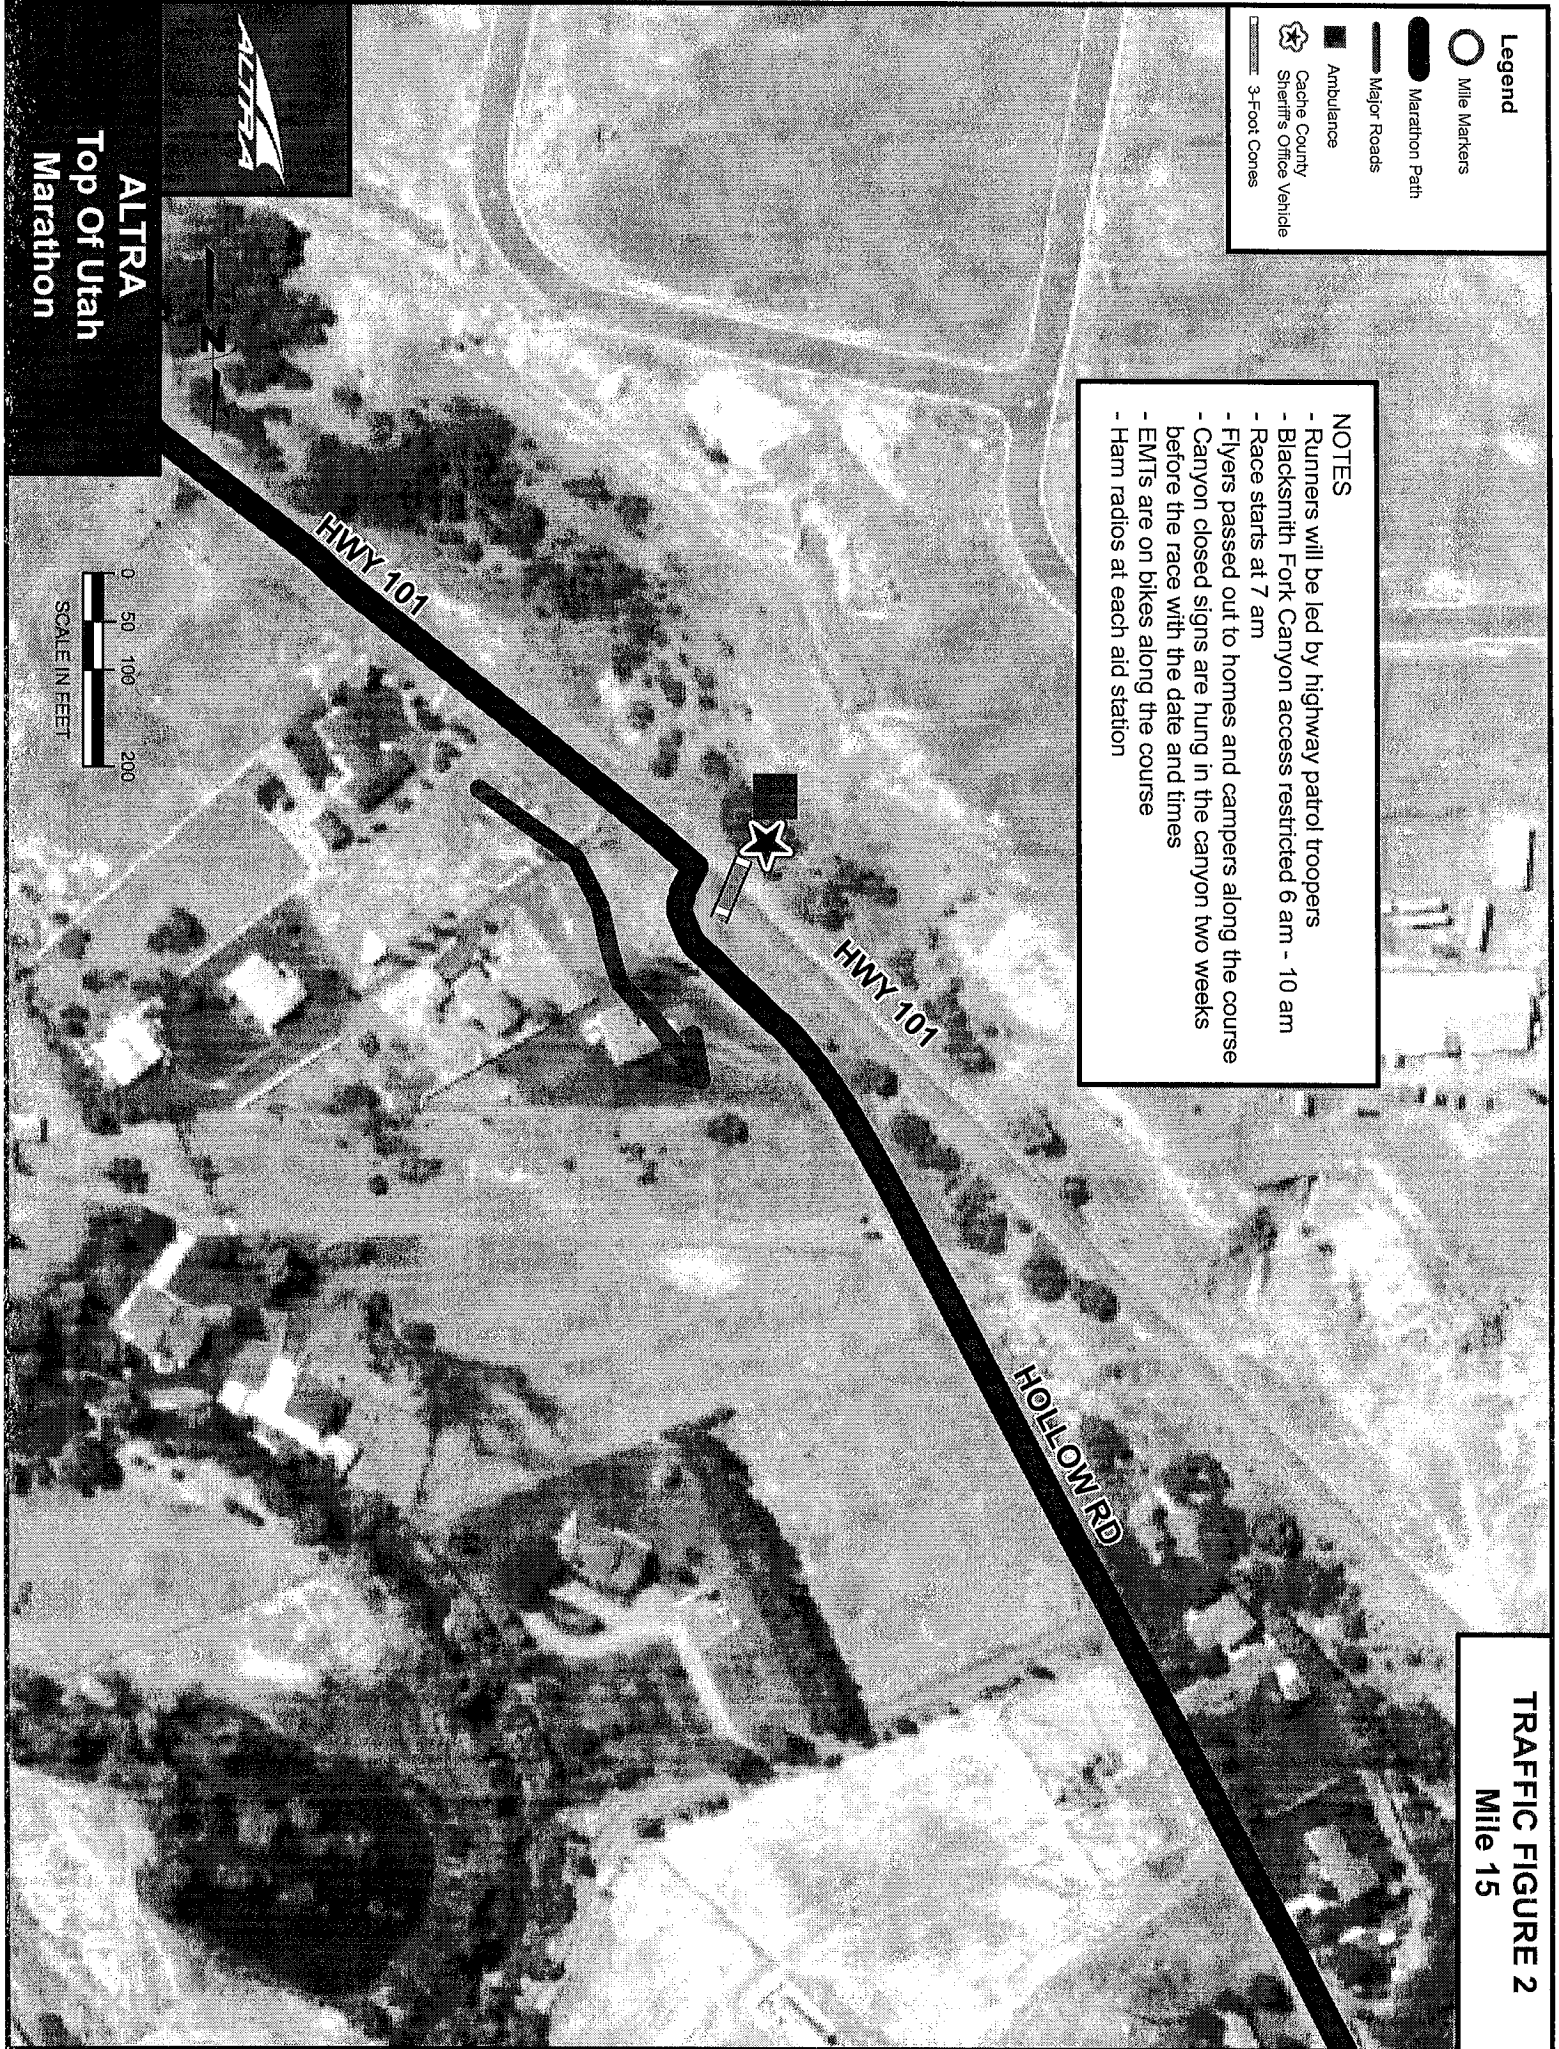 Legend
Mile Markers
Marathon Path
Major Roads
Ambulance
Cache County
Sheriff's Office Vehicle
3-Foot Cones
TRAFFIC FIGURE 2
Mile 15
NOTES
- Runners will be led by highway patrol troopers
- Blacksmith Fork Canyon access restricted 6 am - 10 am
- Race starts at 7 am
- Flyers passed out to homes and campers along the course
- Canyon closed signs are hung in the canyon two weeks
before the race with the date and times
- EMTs are on bikes along the course
- Ham radios at each aid station
HWY 101
HWY 101
HOLLOW RD
ALTRA
N
ALTRA
Top Of Utah
Marathon
0 50 100 200
SCALE IN FEET